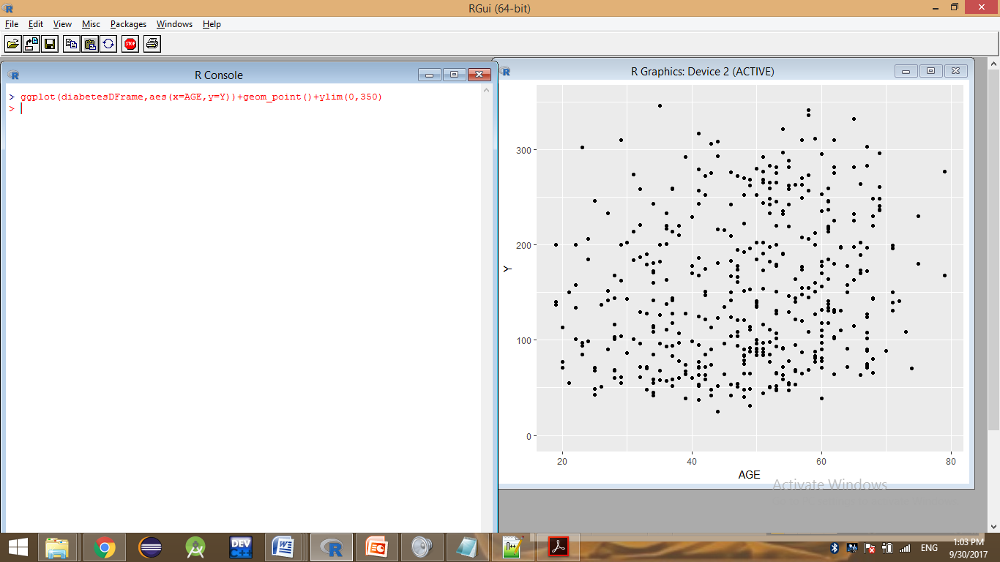 RGui (64-bit)
File Edit View Misc Packages Windows Help
STOP
R Console
> ggplot(diabetesDFrame,aes(x=AGE,y=Y))+geom_point()+ylim(0,350)
>
R Graphics: Device 2 (ACTIVE)
300
200
100
0
Y
20 40 60 80
AGE
Activate Windows
DEV C++
ENG
1:03 PM
9/30/2017